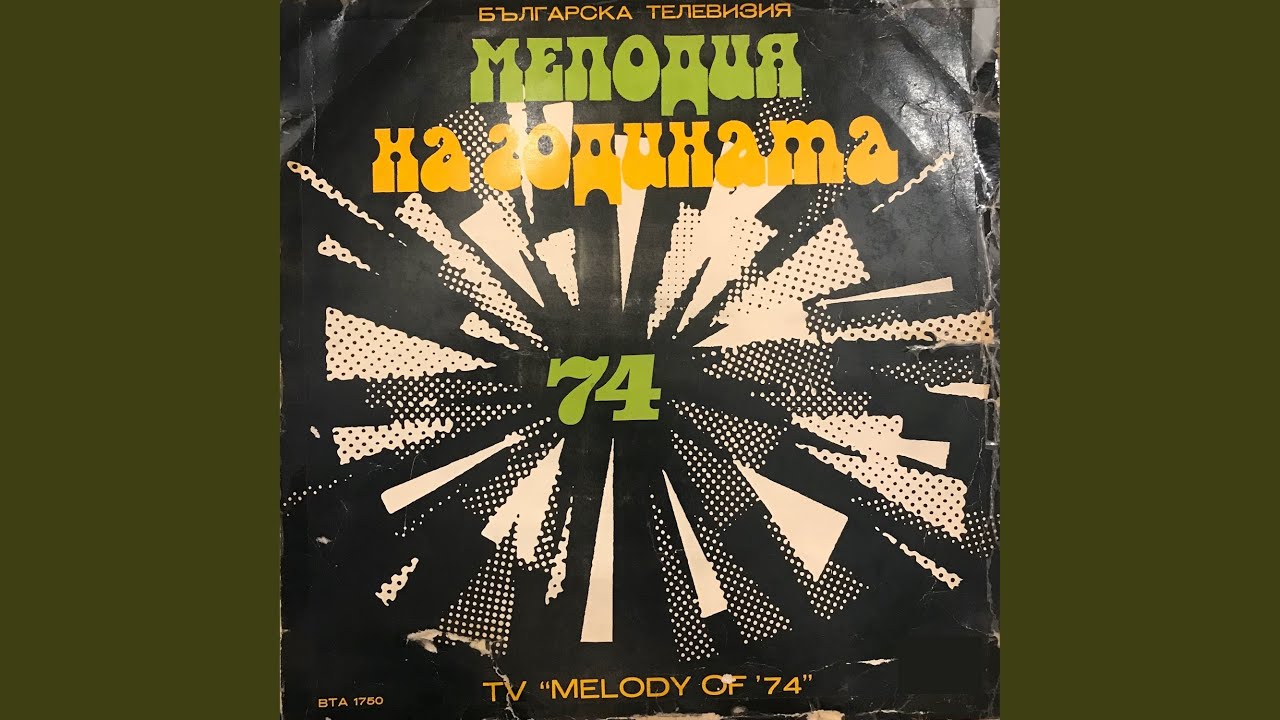 БЪЛГАРСКА ТЕЛЕВИЗИЯ
МЕЛОДИЯ
НА ГОДИНАТА
74
TV “MELODY OF ’74”
ВТА 1750